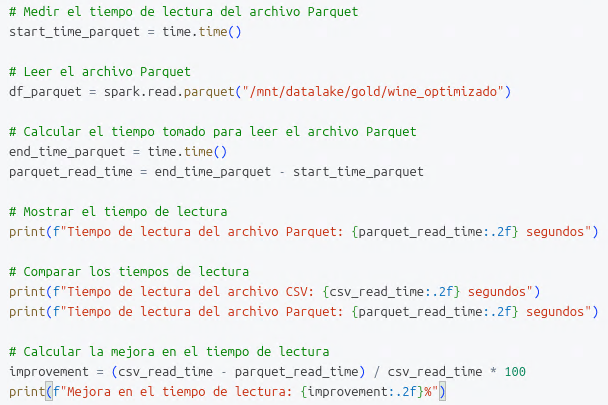 # Medir el tiempo de lectura del archivo Parquet
start_time_parquet = time.time()
# Leer el archivo Parquet
df_parquet = spark.read.parquet("/mnt/datalake/gold/wine_optimizado")
# Calcular el tiempo tomado para leer el archivo Parquet
end_time_parquet = time.time()
parquet_read_time = end_time_parquet - start_time_parquet
# Mostrar el tiempo de lectura
print(f"Tiempo de lectura del archivo Parquet: {parquet_read_time:.2f} segundos")
# Comparar los tiempos de lectura
print(f"Tiempo de lectura del archivo CSV: {csv_read_time:.2f} segundos")
print(f"Tiempo de lectura del archivo Parquet: {parquet_read_time:.2f} segundos")
# Calcular la mejora en el tiempo de lectura
improvement = (csv_read_time - parquet_read_time) / csv_read_time * 100
print(f"Mejora en el tiempo de lectura: {improvement:.2f}%")